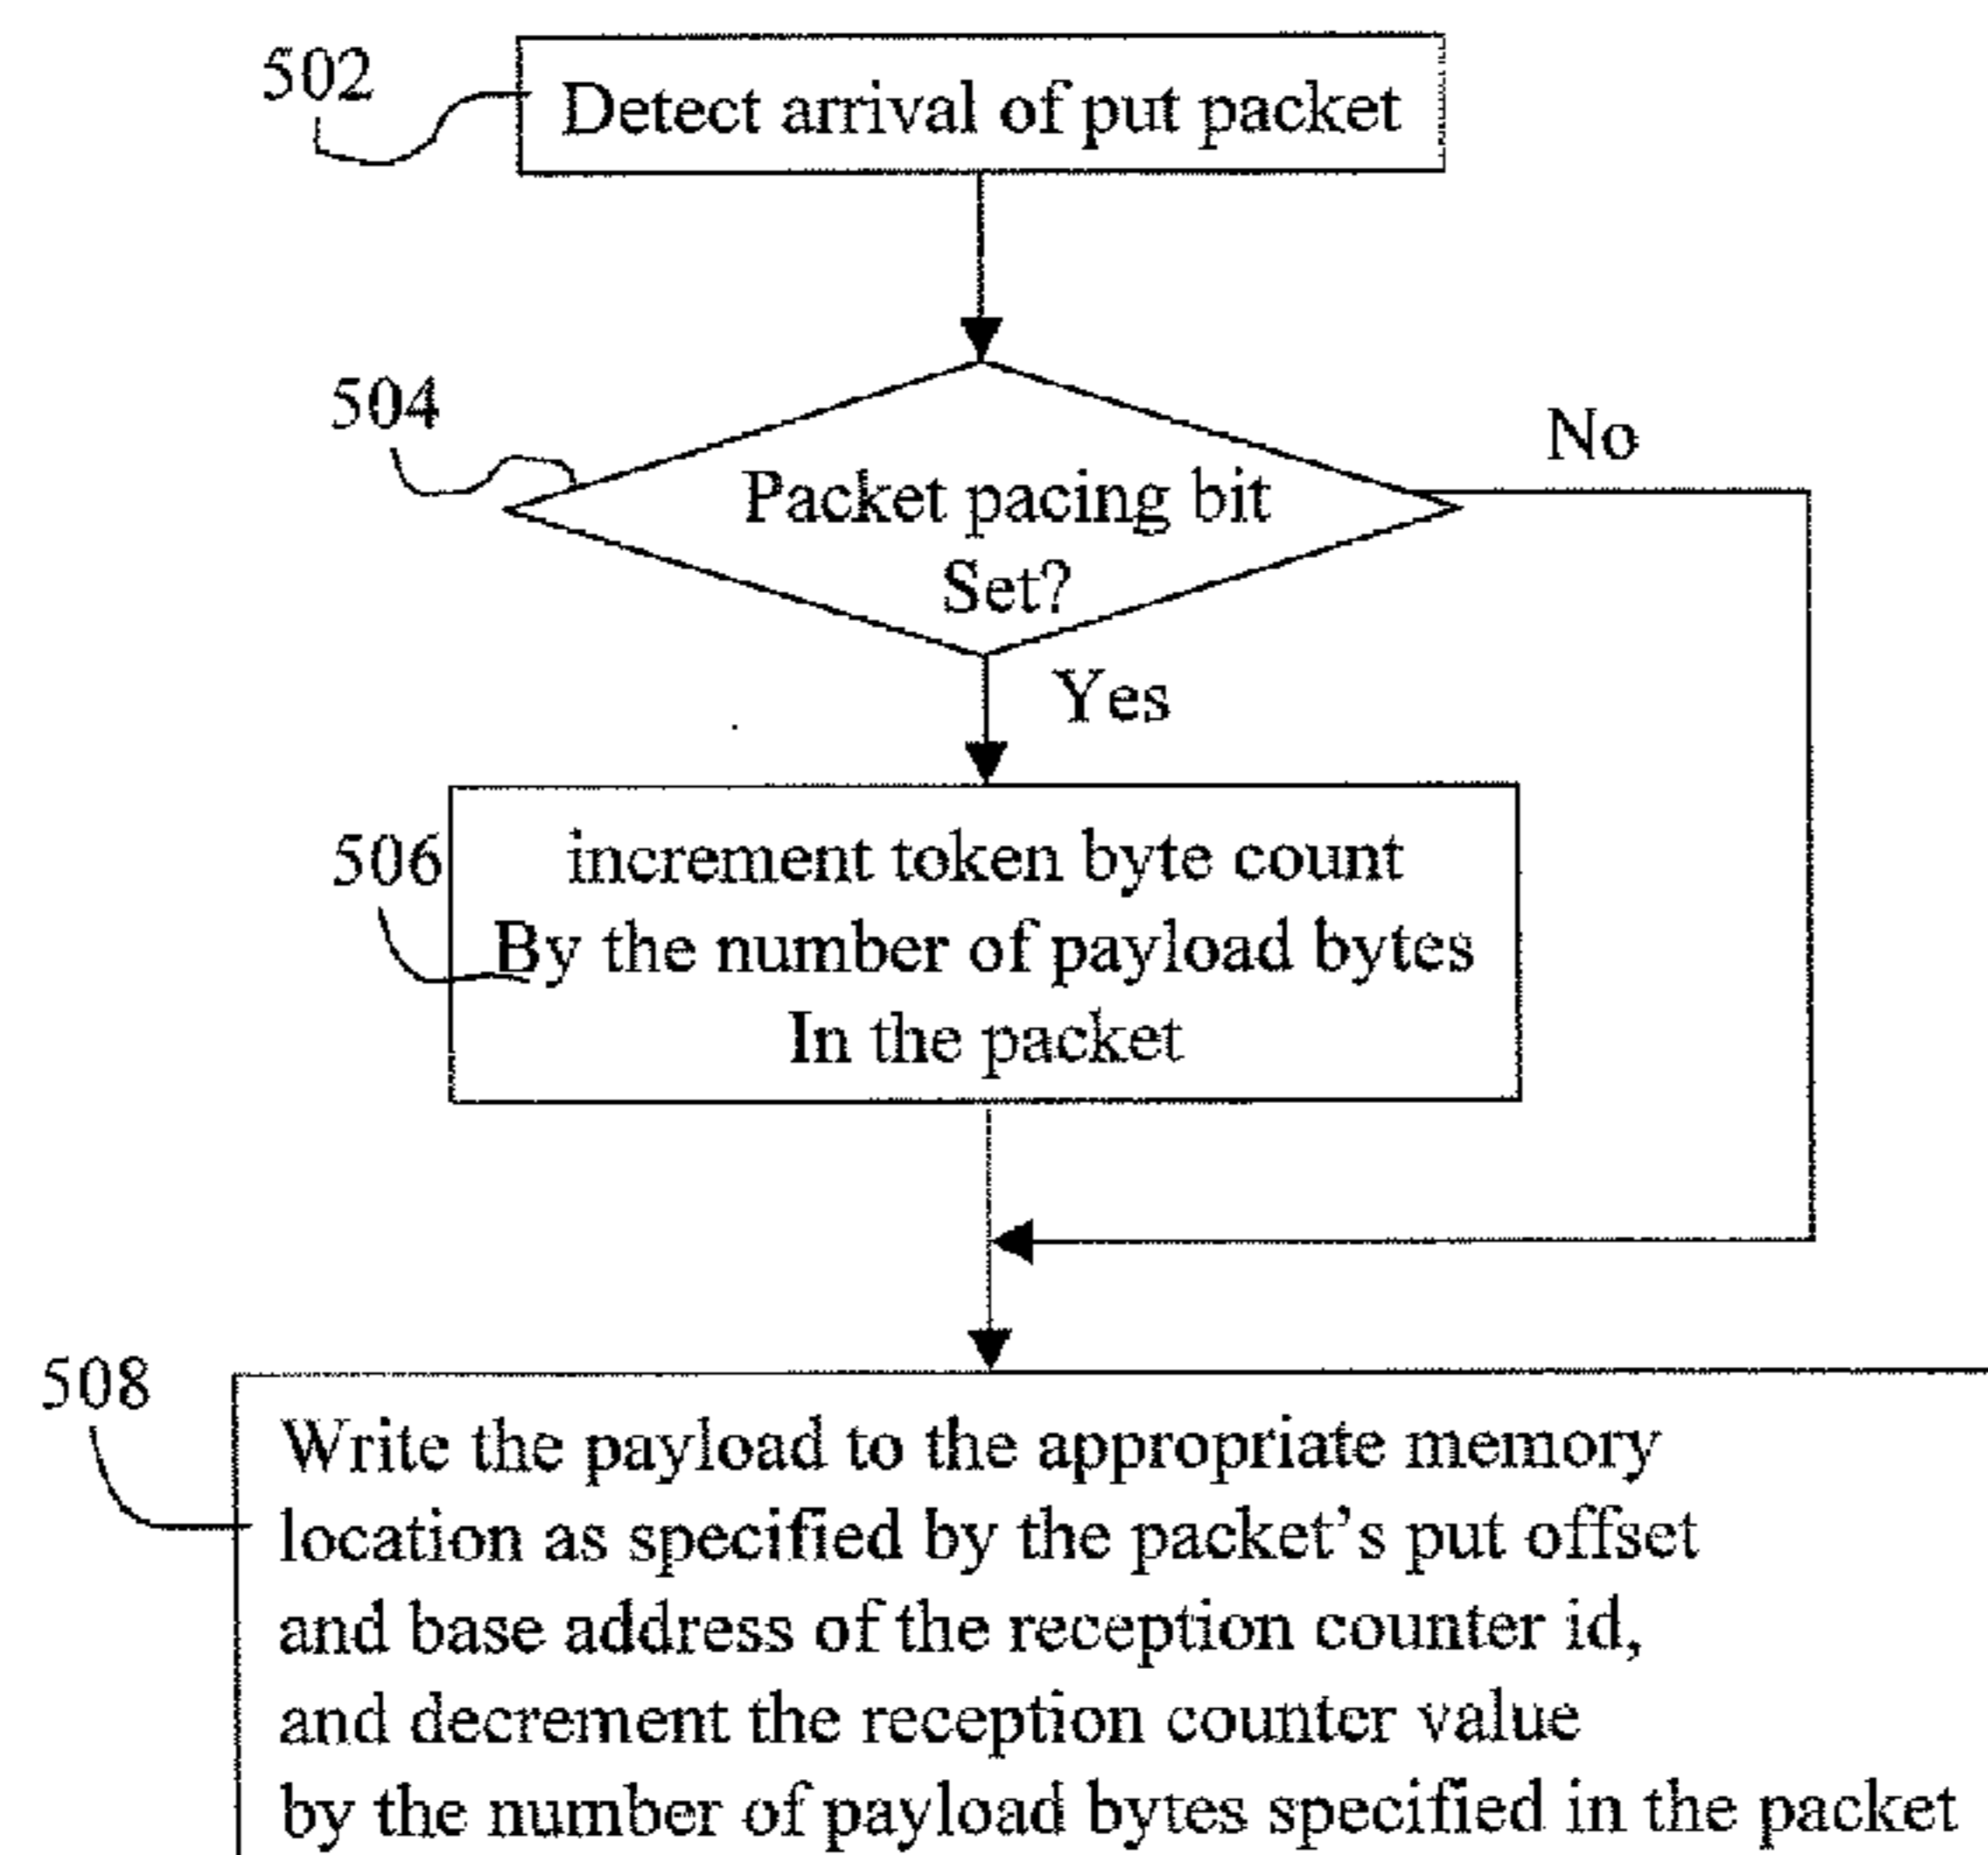 502
Detect arrival of put packet
504
No
Packet pacing bit
Set?
Yes
506
increment token byte count
By the number of payload bytes
In the packet
508
Write the payload to the appropriate memory
location as specified by the packet's put offset
and base address of the reception counter id,
and decrement the reception counter value
by the number of payload bytes specified in the packet